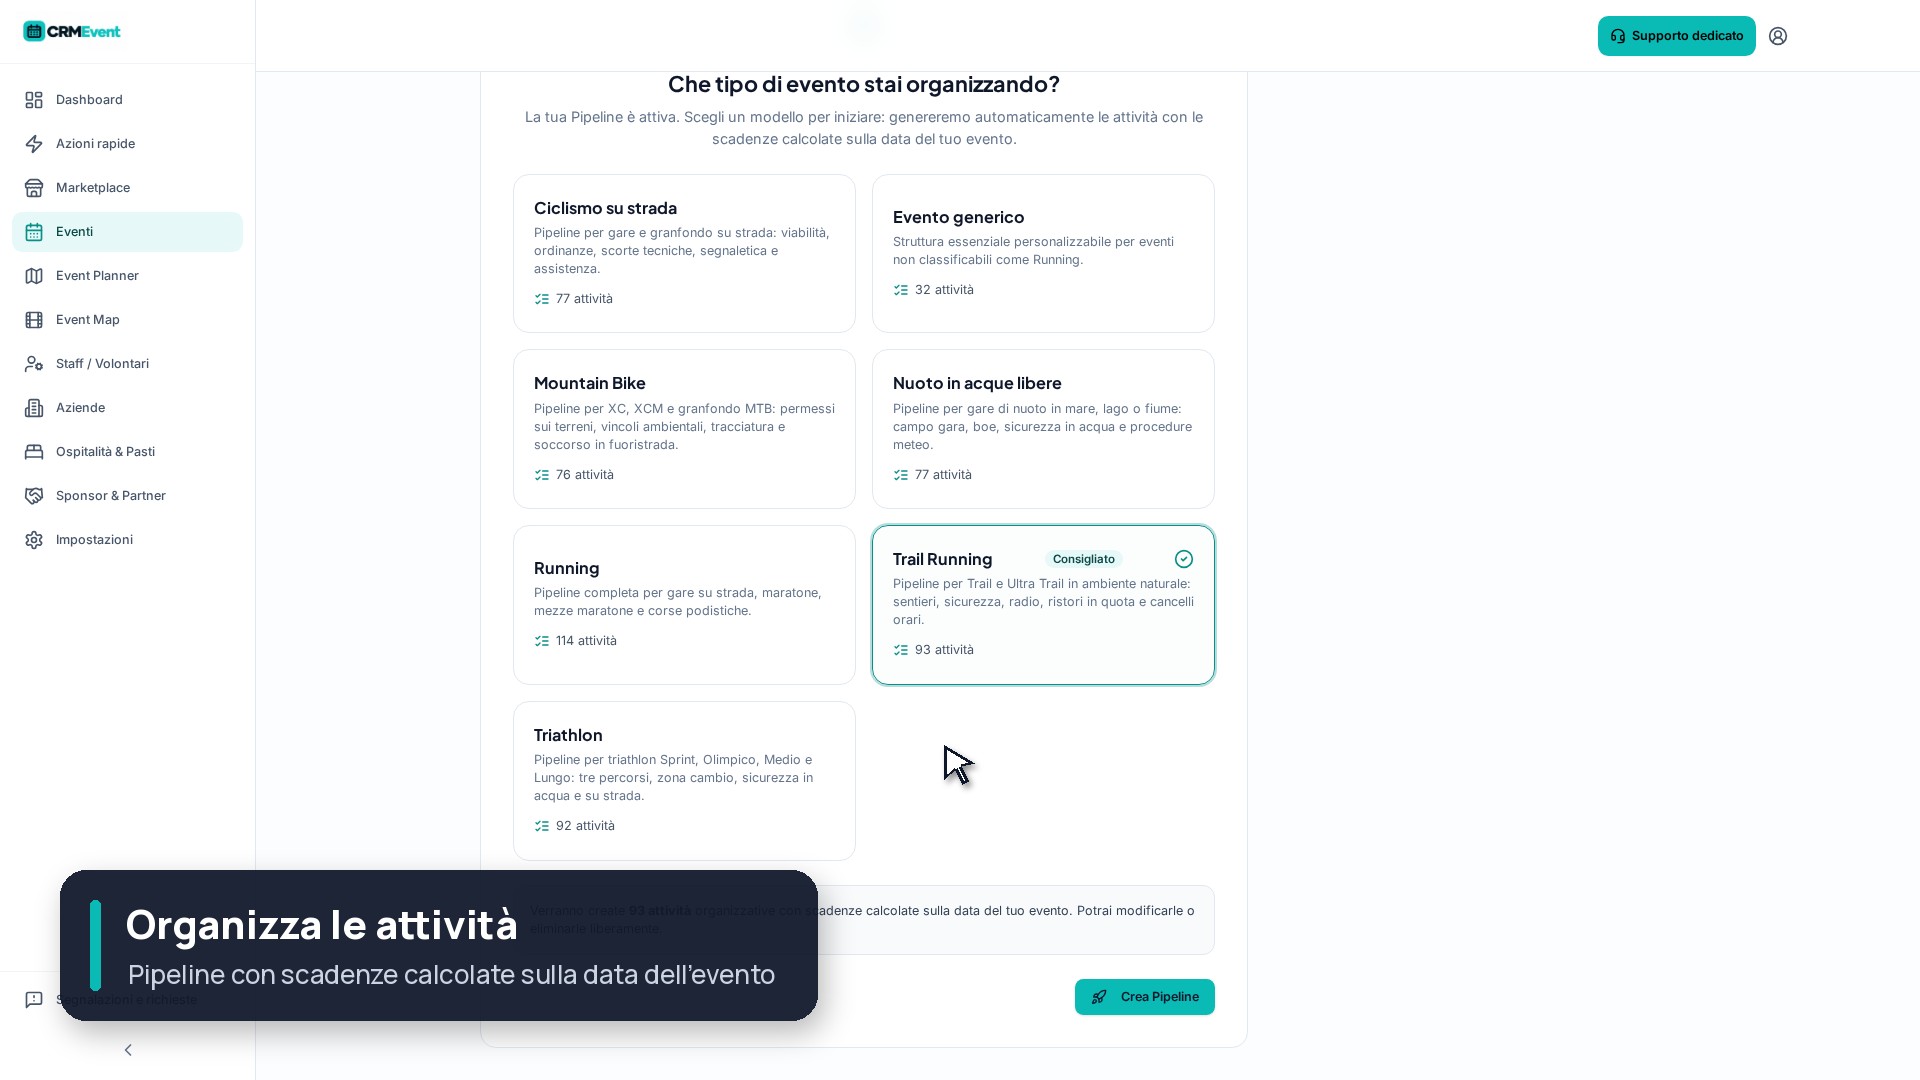 CRMEvent
Supporto dedicato
Dashboard
Azioni rapide
Marketplace
Eventi
Event Planner
Event Map
Staff / Volontari
Aziende
Ospitalità & Pasti
Sponsor & Partner
Impostazioni
Segnalazioni e richieste
Che tipo di evento stai organizzando?
La tua Pipeline è attiva. Scegli un modello per iniziare: genereremo automaticamente le attività con le
scadenze calcolate sulla data del tuo evento.
Ciclismo su strada
Pipeline per gare e granfondo su strada: viabilità,
ordinanze, scorte tecniche, segnaletica e
assistenza.
77 attività
Evento generico
Struttura essenziale personalizzabile per eventi
non classificabili come Running.
32 attività
Mountain Bike
Pipeline per XC, XCM e granfondo MTB: permessi
sui terreni, vincoli ambientali, tracciatura e
soccorso in fuoristrada.
76 attività
Nuoto in acque libere
Pipeline per gare di nuoto in mare, lago o fiume:
campo gara, boe, sicurezza in acqua e procedure
meteo.
77 attività
Running
Pipeline completa per gare su strada, maratone,
mezze maratone e corse podistiche.
114 attività
Trail Running
Consigliato
Pipeline per Trail e Ultra Trail in ambiente naturale:
sentieri, sicurezza, radio, ristori in quota e cancelli
orari.
93 attività
Triathlon
Pipeline per triathlon Sprint, Olimpico, Medio e
Lungo: tre percorsi, zona cambio, sicurezza in
acqua e su strada.
92 attività
Verranno create 93 attività organizzative con scadenze calcolate sulla data del tuo evento. Potrai modificarle o
eliminarle liberamente.
Crea Pipeline
Organizza le attività
Pipeline con scadenze calcolate sulla data dell'evento